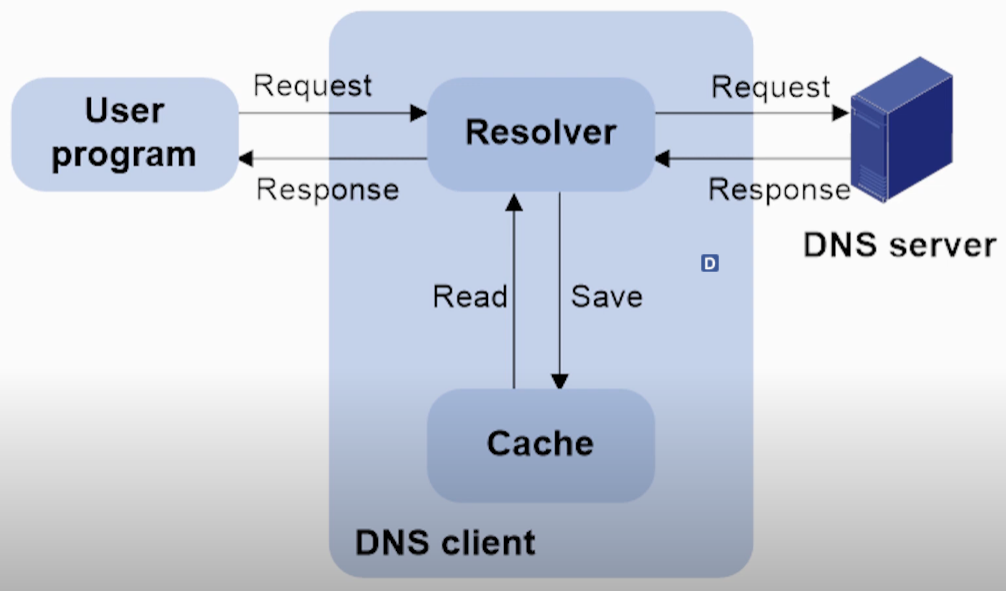 User
program
Request
Response
Resolver
Request
Response
DNS server
D
Read
Save
Cache
DNS client